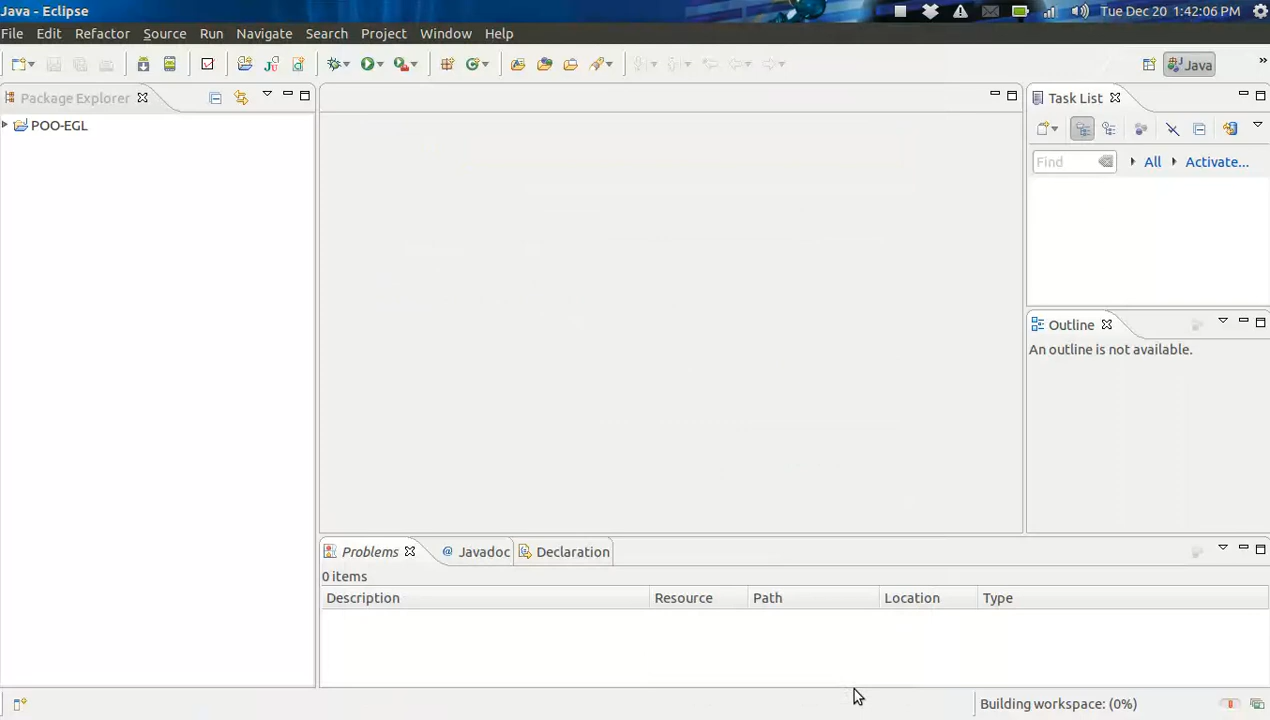 Java - Eclipse
Tue Dec 20 1:42:06 PM
File Edit Refactor Source Run Navigate Search Project Window Help
Java
Package Explorer
Task List
POO-EGL
Find All Activate...
Outline
An outline is not available.
Problems @ Javadoc Declaration
0 items
Description Resource Path Location Type
Building workspace: (0%)